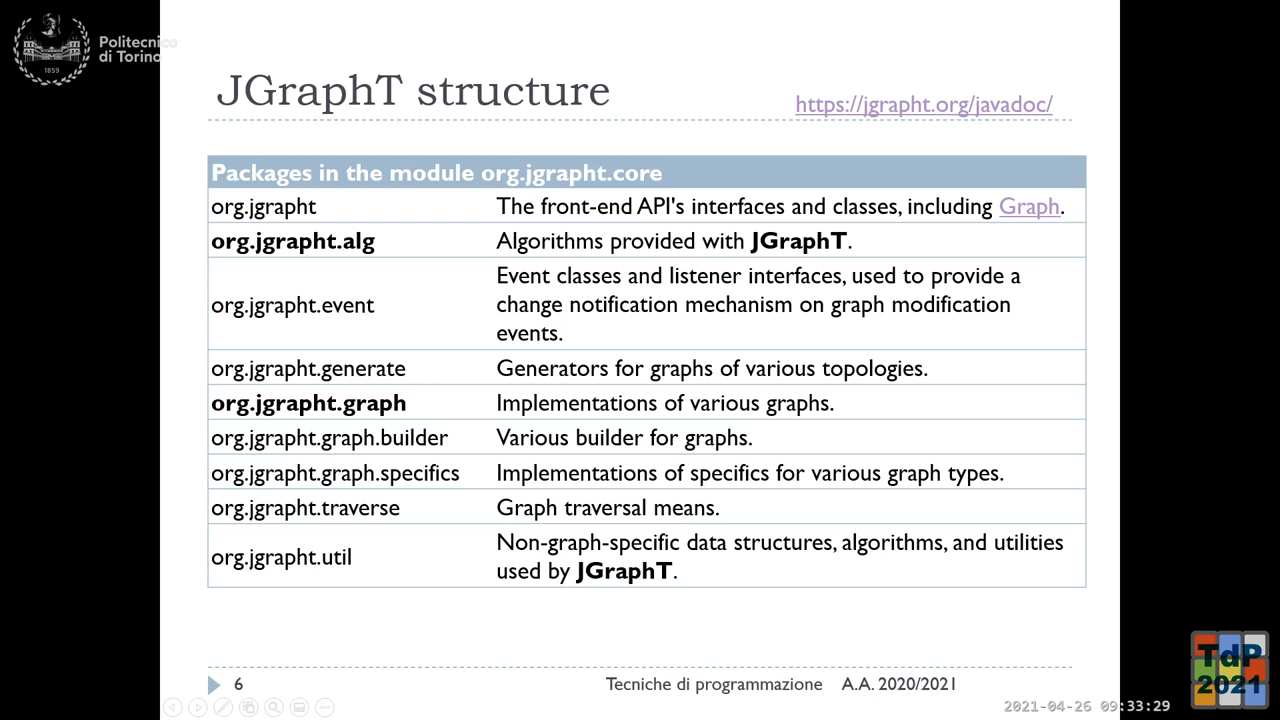 Politecnico
di Torino
1859
JGraphT structure
https://jgrapht.org/javadoc/
Packages in the module org.jgrapht.core
org.jgrapht The front-end API's interfaces and classes, including Graph.
org.jgrapht.alg Algorithms provided with JGraphT.
org.jgrapht.event Event classes and listener interfaces, used to provide a
change notification mechanism on graph modification
events.
org.jgrapht.generate Generators for graphs of various topologies.
org.jgrapht.graph Implementations of various graphs.
org.jgrapht.graph.builder Various builder for graphs.
org.jgrapht.graph.specifics Implementations of specifics for various graph types.
org.jgrapht.traverse Graph traversal means.
org.jgrapht.util Non-graph-specific data structures, algorithms, and utilities
used by JGraphT.
6 Tecniche di programmazione A.A. 2020/2021
TdP
2021
2021-04-26 09:33:29